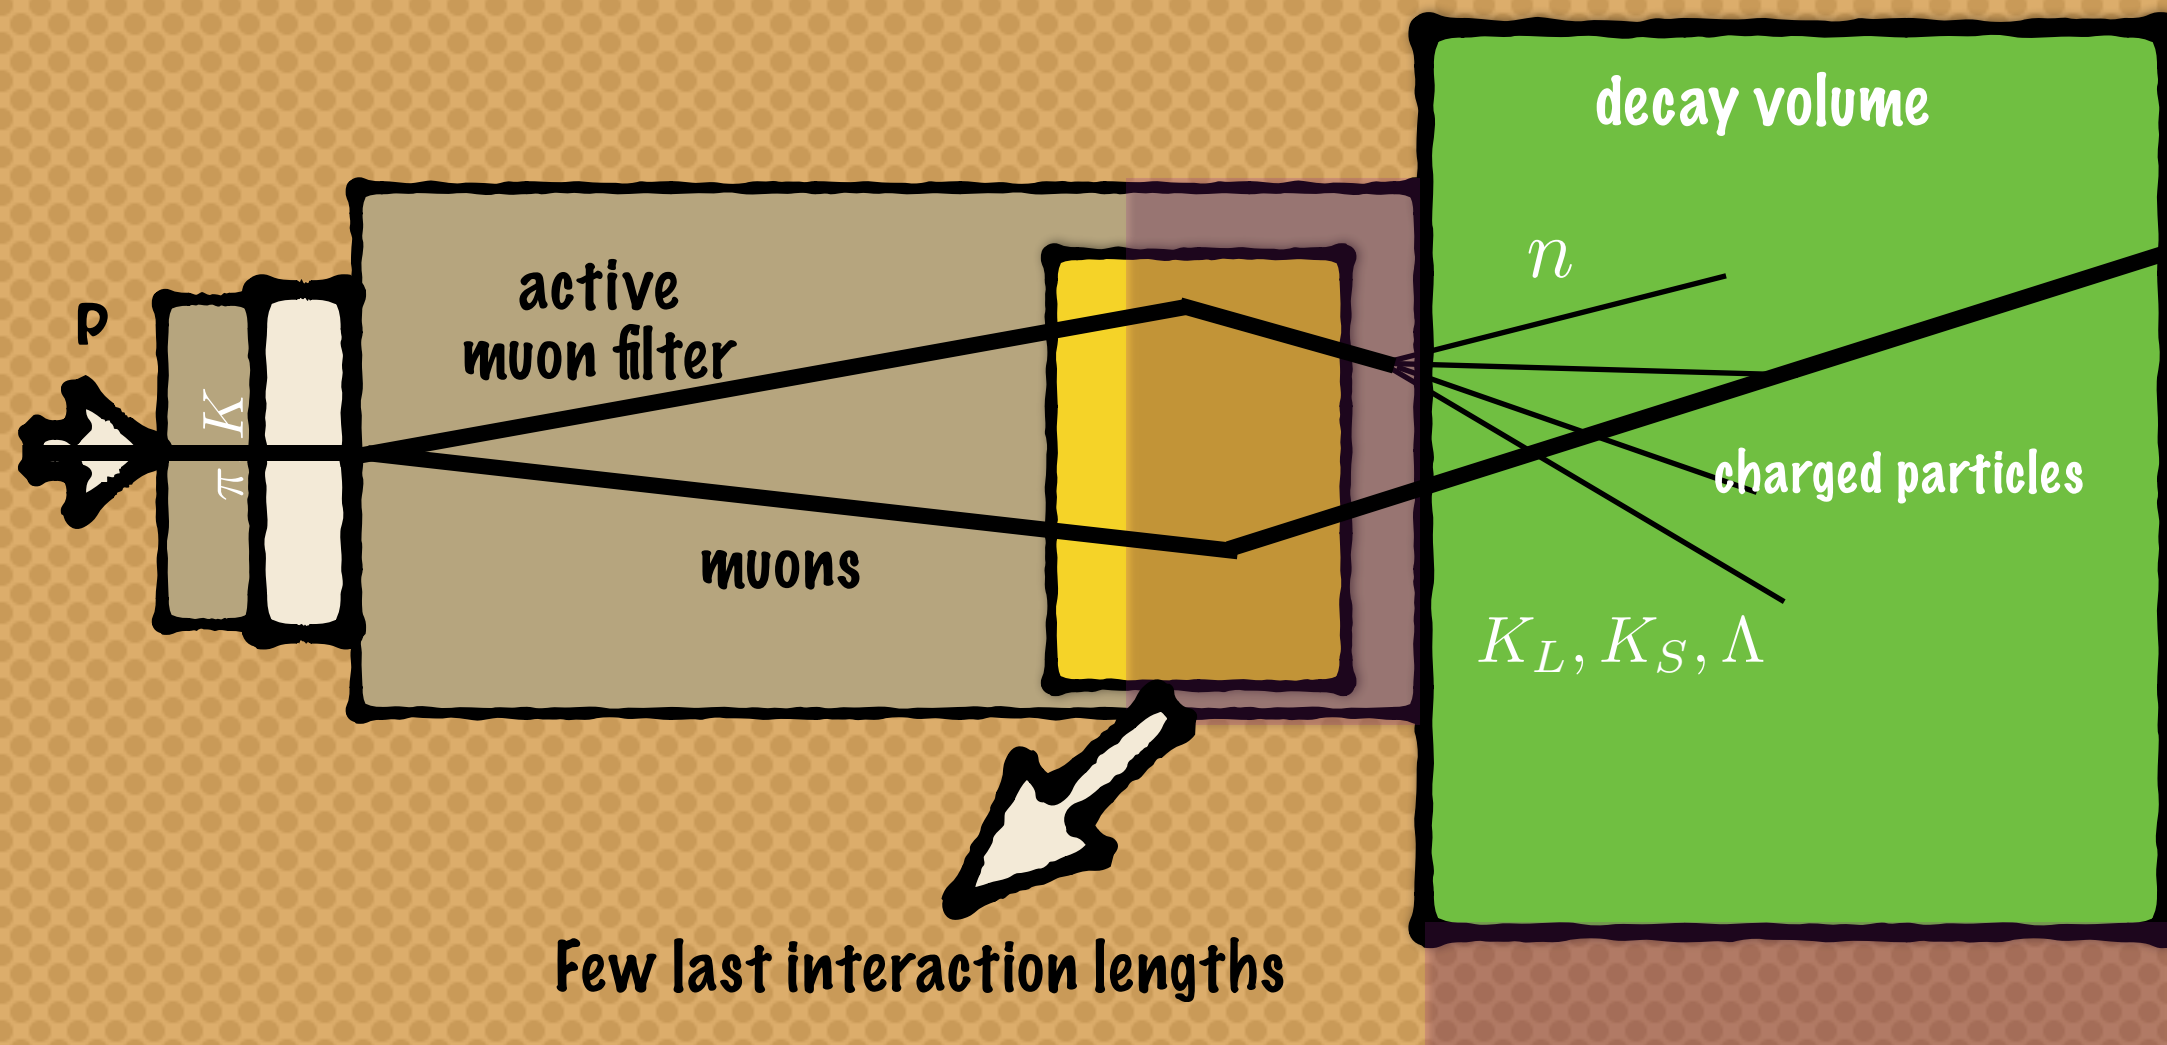 decay volume
n
active
muon filter
p
π K
charged particles
muons
K_L, K_S, Λ
Few last interaction lengths